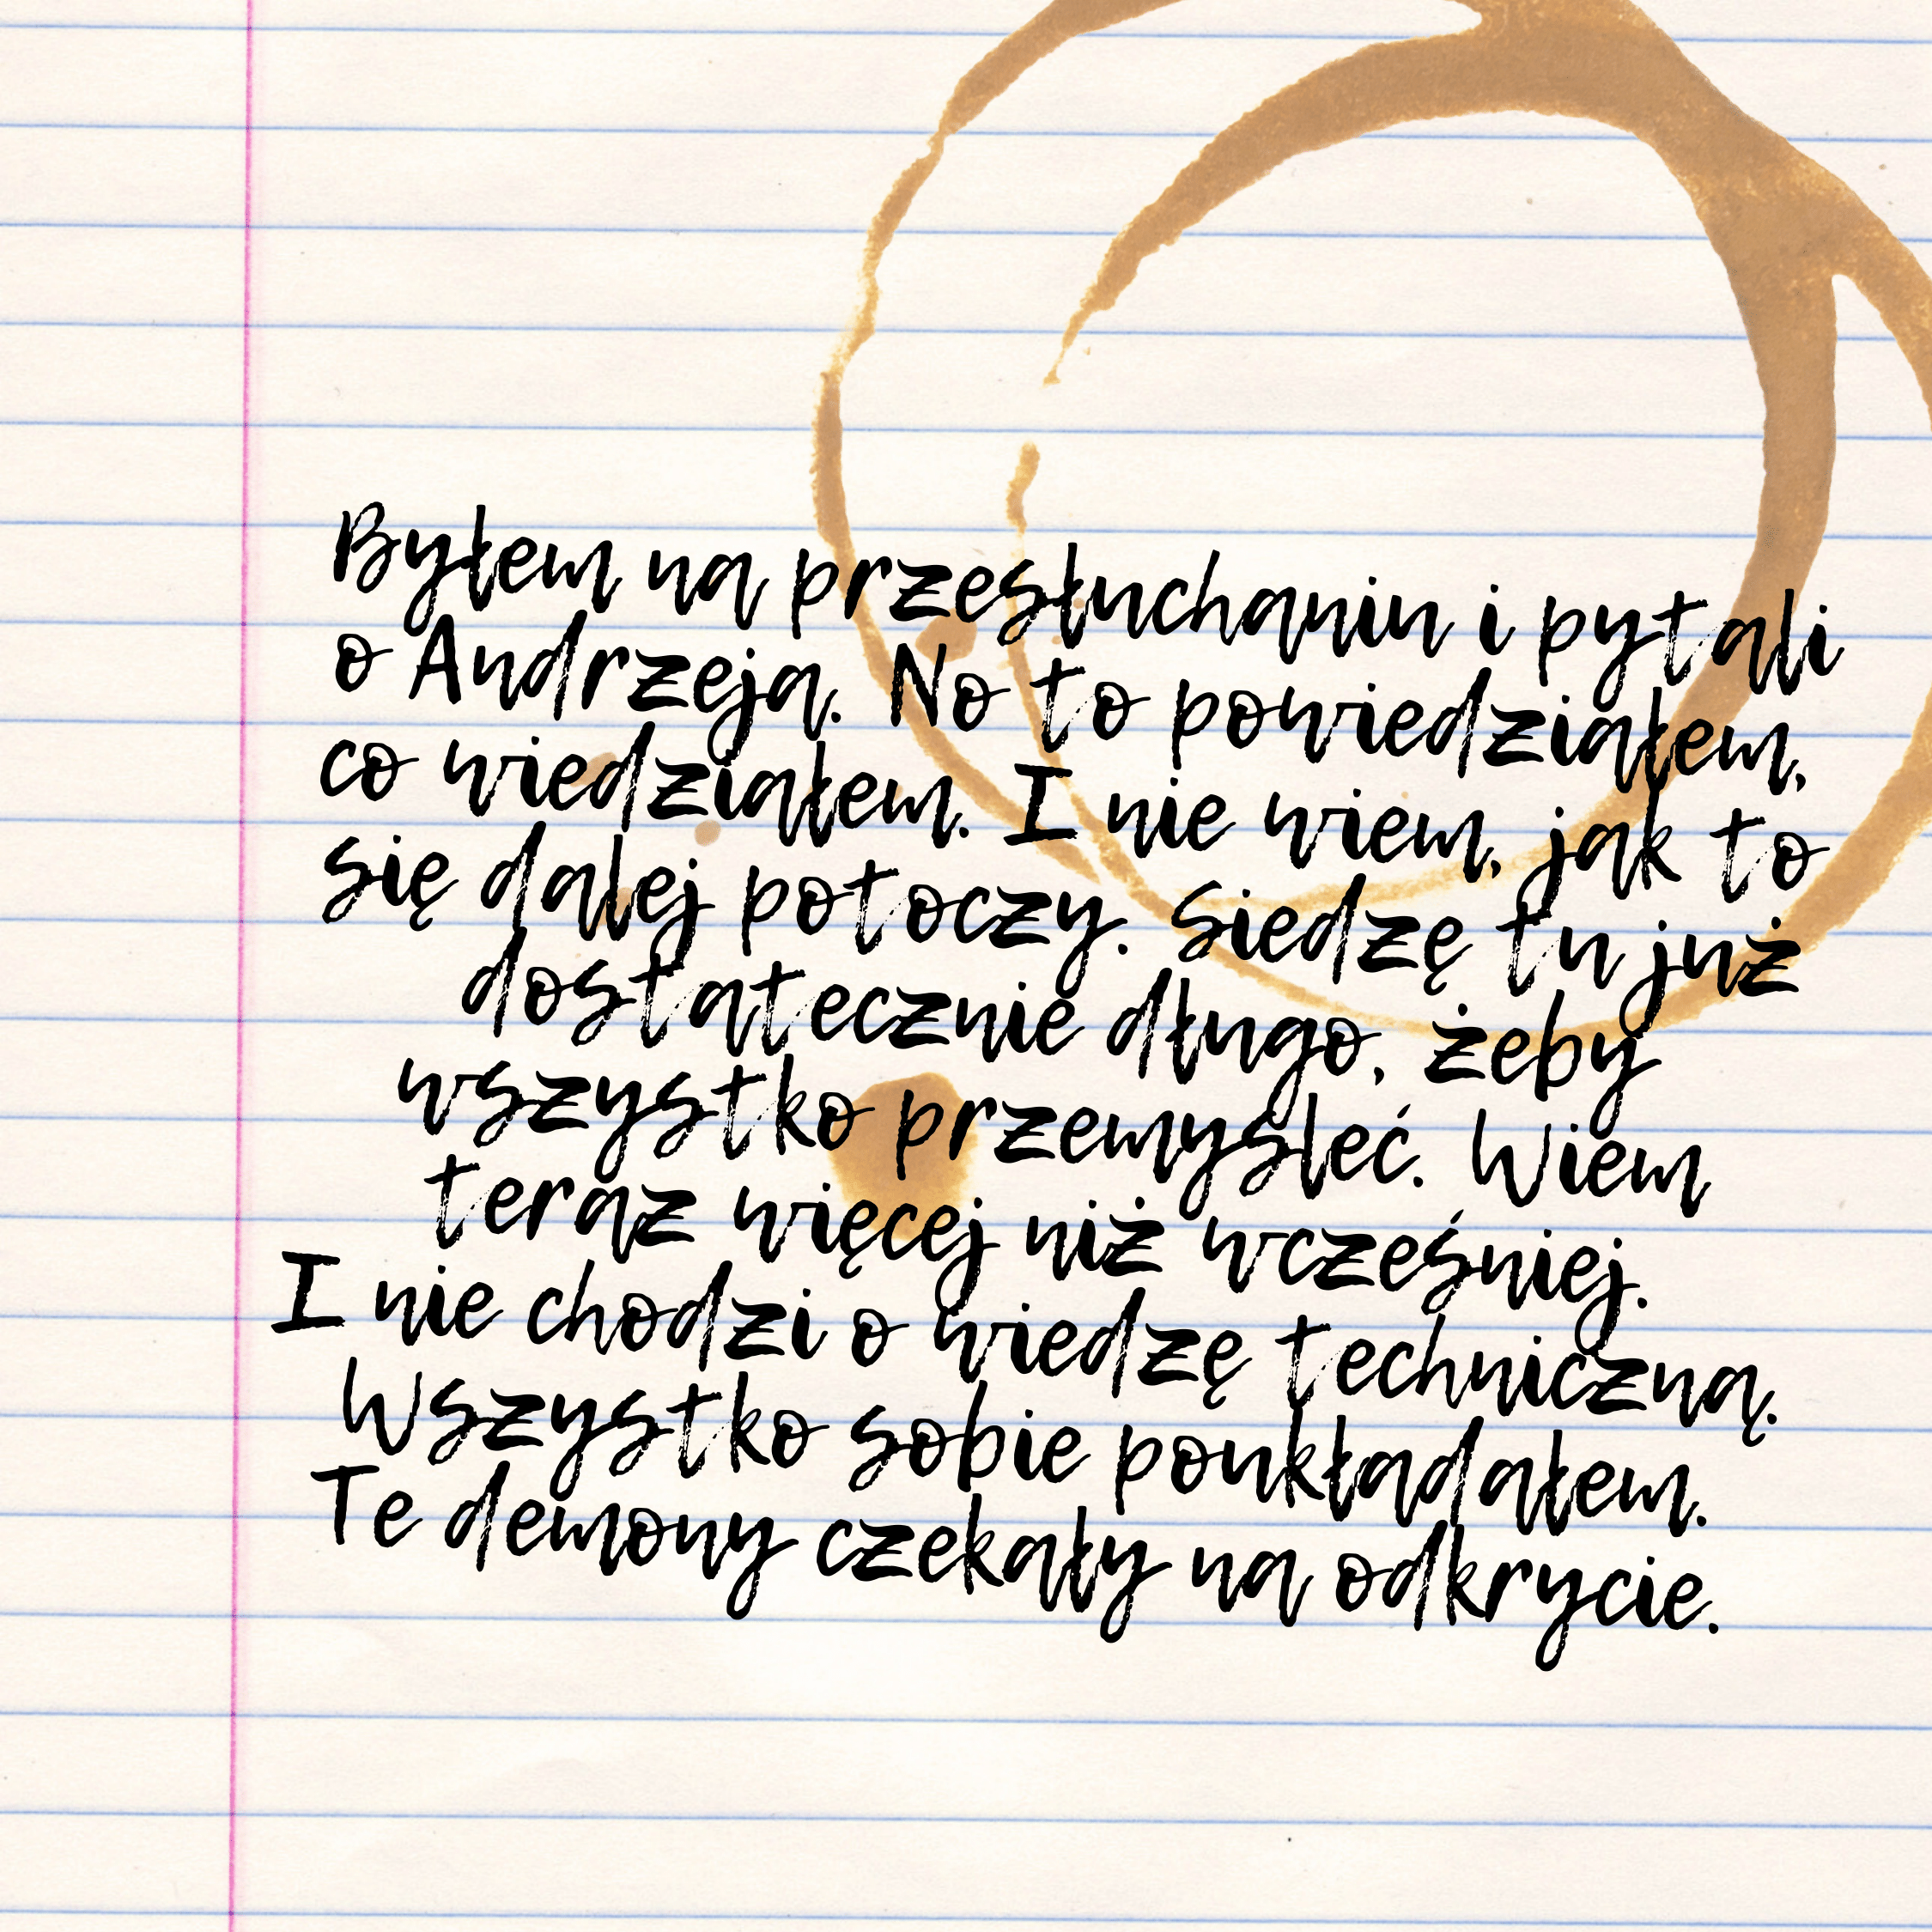 Byłem na przesłuchaniu i pytali
o Andrzeja. No to powiedziałem,
co wiedziałem. I nie wiem, jak to
się dalej potoczy. Siedzę tu już
dostatecznie długo, żeby
wszystko przemysleć. Wiem
teraz więcej niż wcześniej.
I nie chodzi o wiedzę techniczną.
Wszystko sobie poukładałem.
Te demony czekały na odkrycie.